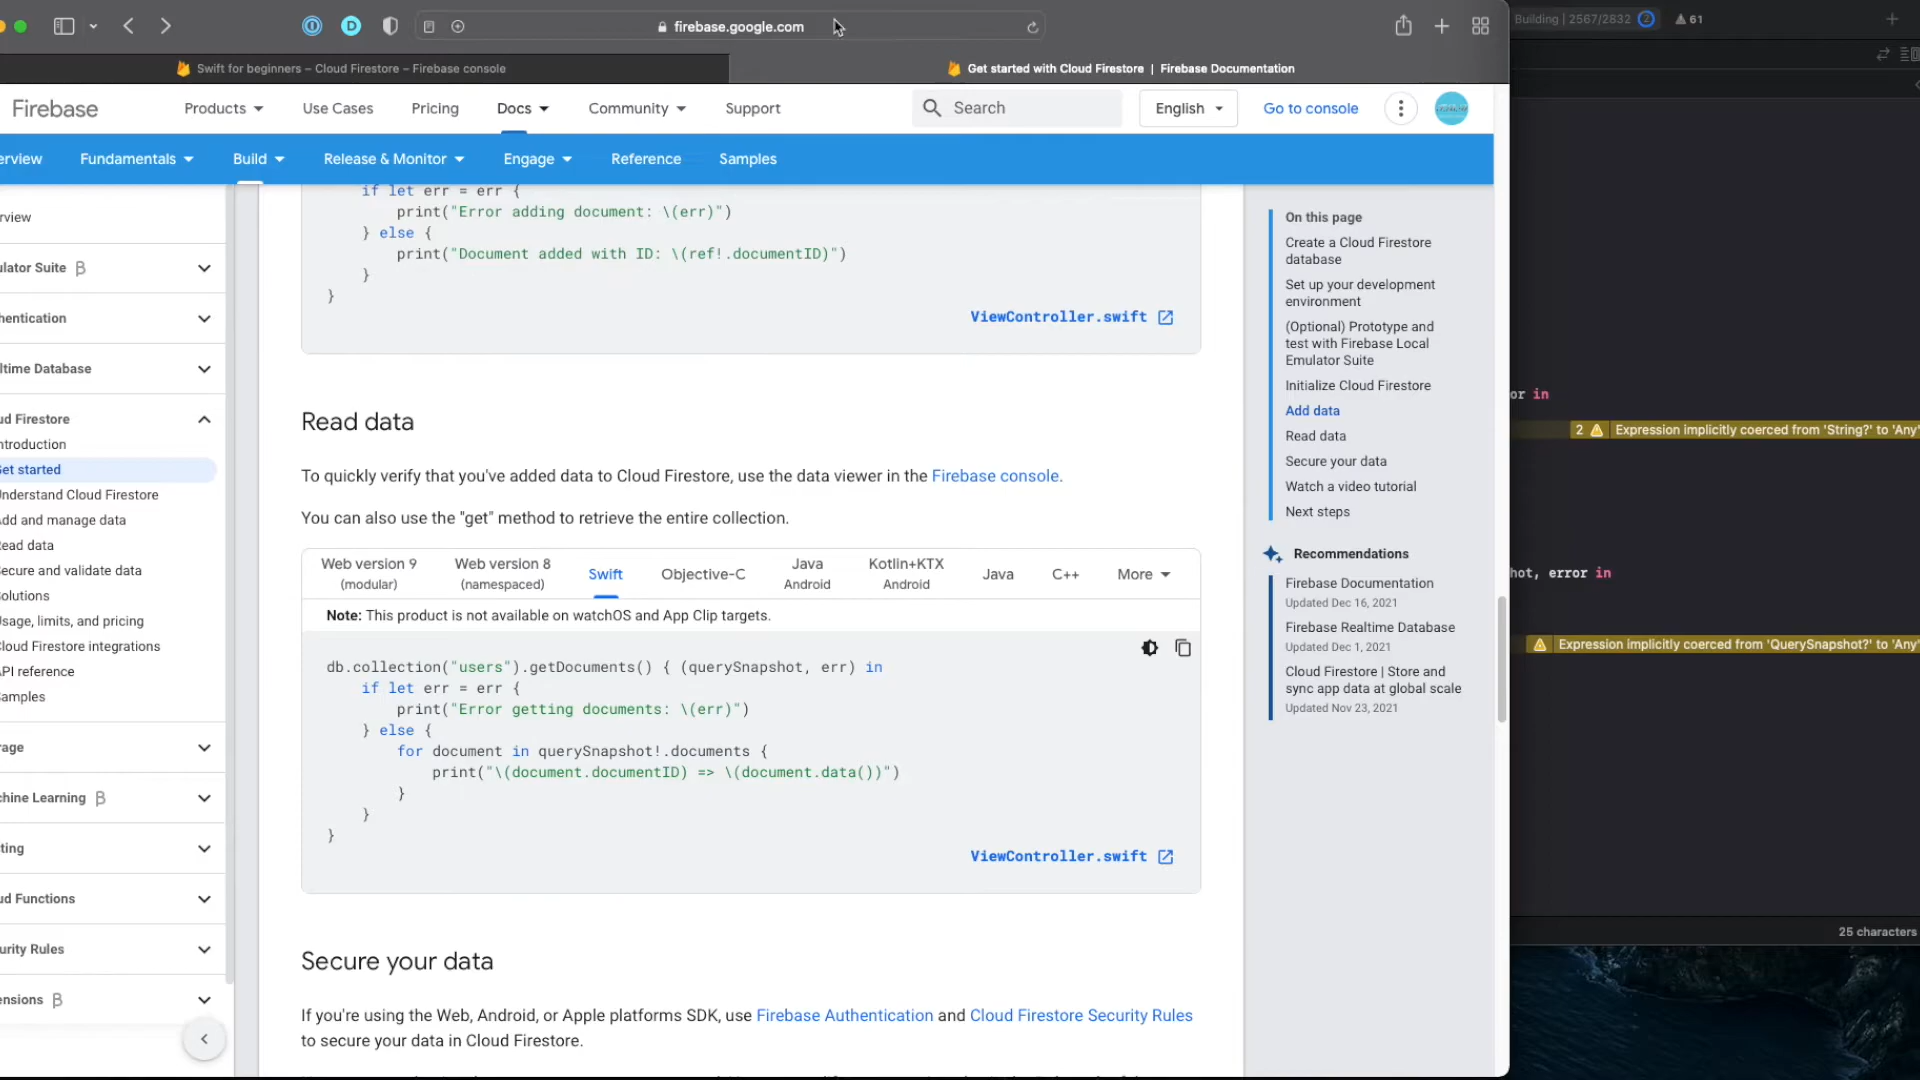 firebase.google.com
Building | 2567/2832 2 61
Swift for beginners – Cloud Firestore – Firebase console
Get started with Cloud Firestore | Firebase Documentation
Firebase
Products
Use Cases
Pricing
Docs
Community
Support
Search
English
Go to console
erview
Fundamentals
Build
Release & Monitor
Engage
Reference
Samples
rview
ulator Suite β
hentication
ltime Database
ud Firestore
ntroduction
Get started
Understand Cloud Firestore
Add and manage data
Read data
Secure and validate data
olutions
Usage, limits, and pricing
Cloud Firestore integrations
API reference
amples
rage
chine Learning β
ting
ud Functions
urity Rules
ensions β
if let err = err {
print("Error adding document: \(err)")
} else {
print("Document added with ID: \(ref!.documentID)")
}
}
ViewController.swift
Read data
To quickly verify that you've added data to Cloud Firestore, use the data viewer in the Firebase console.
You can also use the "get" method to retrieve the entire collection.
Web version 9
(modular)
Web version 8
(namespaced)
Swift
Objective-C
Java
Android
Kotlin+KTX
Android
Java
C++
More
Note: This product is not available on watchOS and App Clip targets.
db.collection("users").getDocuments() { (querySnapshot, err) in
if let err = err {
print("Error getting documents: \(err)")
} else {
for document in querySnapshot!.documents {
print("\(document.documentID) => \(document.data())")
}
}
}
ViewController.swift
Secure your data
If you're using the Web, Android, or Apple platforms SDK, use Firebase Authentication and Cloud Firestore Security Rules
to secure your data in Cloud Firestore.
On this page
Create a Cloud Firestore
database
Set up your development
environment
(Optional) Prototype and
test with Firebase Local
Emulator Suite
Initialize Cloud Firestore
Add data
Read data
Secure your data
Watch a video tutorial
Next steps
Recommendations
Firebase Documentation
Updated Dec 16, 2021
Firebase Realtime Database
Updated Dec 1, 2021
Cloud Firestore | Store and
sync app data at global scale
Updated Nov 23, 2021
or in
2 Expression implicitly coerced from 'String?' to 'Any'
hot, error in
Expression implicitly coerced from 'QuerySnapshot?' to 'Any'
25 characters